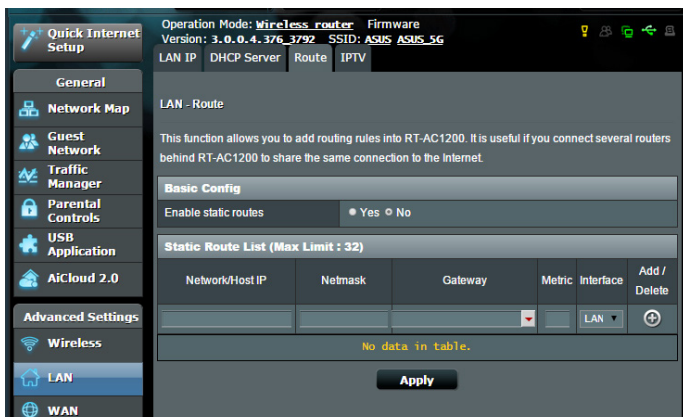 Quick Internet
Setup
General
Network Map
Guest
Network
Traffic
Manager
Parental
Controls
USB
Application
AiCloud 2.0
Advanced Settings
Wireless
LAN
WAN
Operation Mode: Wireless router Firmware
Version: 3.0.0.4.376_3792 SSID: ASUS ASUS_5G
LAN IP DHCP Server Route IPTV
LAN - Route
This function allows you to add routing rules into RT-AC1200. It is useful if you connect several routers
behind RT-AC1200 to share the same connection to the Internet.
Basic Config
Enable static routes Yes No
Static Route List (Max Limit : 32)
Network/Host IP Netmask Gateway Metric Interface Add /
Delete
LAN
No data in table.
Apply